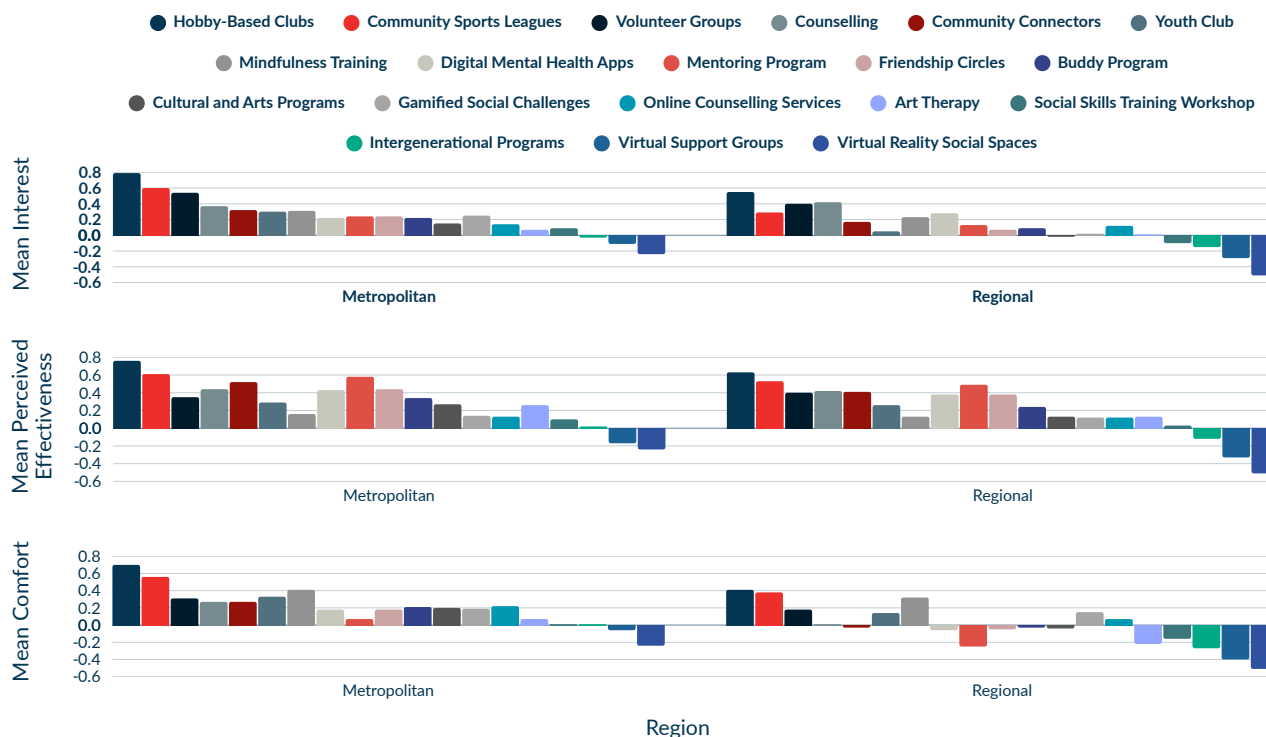 Hobby-Based Clubs Community Sports Leagues Volunteer Groups Counselling Community Connectors Youth Club
Mindfulness Training Digital Mental Health Apps Mentoring Program Friendship Circles Buddy Program
Cultural and Arts Programs Gamified Social Challenges Online Counselling Services Art Therapy Social Skills Training Workshop
Intergenerational Programs Virtual Support Groups Virtual Reality Social Spaces
Mean Interest
0.8
0.6
0.4
0.2
0.0
-0.2
-0.4
-0.6
Metropolitan Regional
Mean Perceived
Effectiveness
0.8
0.6
0.4
0.2
0.0
-0.2
-0.4
-0.6
Metropolitan Regional
Mean Comfort
0.8
0.6
0.4
0.2
0.0
-0.2
-0.4
-0.6
Metropolitan Regional
Region